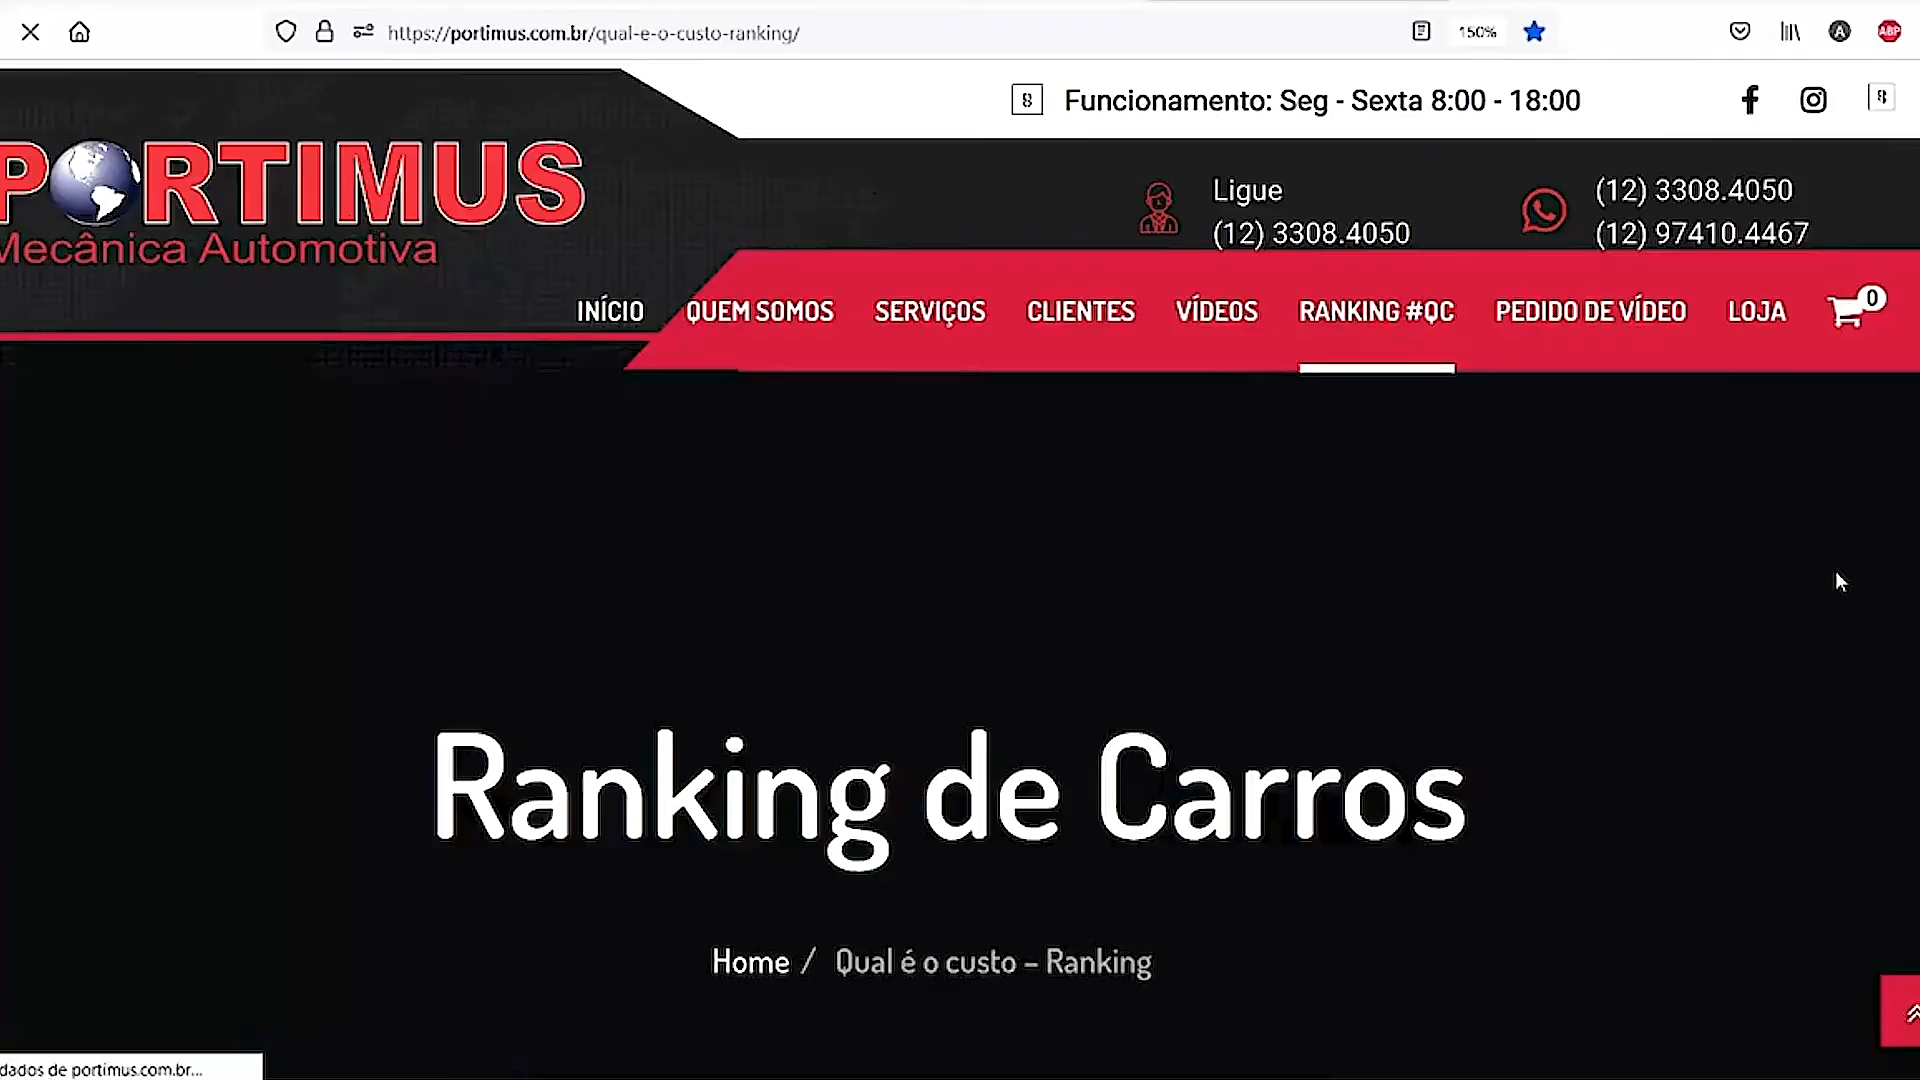 https://portimus.com.br/qual-e-o-custo-ranking/
150%
A
ABP
Funcionamento: Seg - Sexta 8:00 - 18:00
PORTIMUS
Mecânica Automotiva
Ligue
(12) 3308.4050
(12) 3308.4050
(12) 97410.4467
INÍCIO QUEM SOMOS SERVIÇOS CLIENTES VÍDEOS RANKING #QC PEDIDO DE VÍDEO LOJA 0
Ranking de Carros
Home / Qual é o custo – Ranking
dados de portimus.com.br...